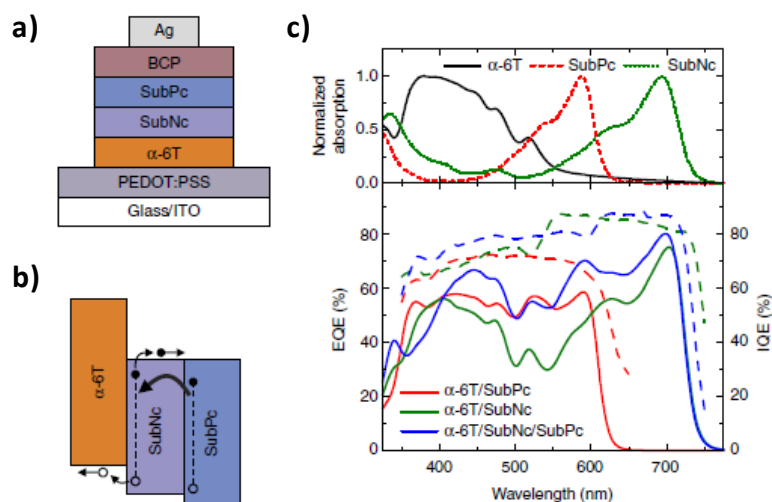 a)
Ag
BCP
SubPc
SubNc
α-6T
PEDOT:PSS
Glass/ITO
b)
α-6T
SubNc
SubPc
c)
α-6T SubPc SubNc
Normalized
absorption
1.0
0.5
0.0
EQE (%)
80
60
40
20
0
IQE (%)
80
60
40
20
0
α-6T/SubPc
α-6T/SubNc
α-6T/SubNc/SubPc
400 500 600 700
Wavelength (nm)